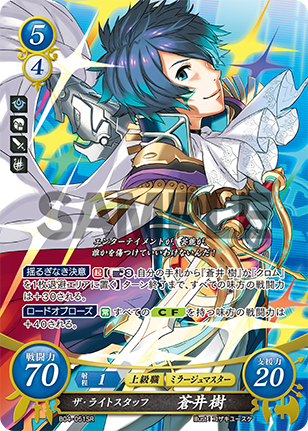 5
4
SAMPLE
エンターテイメントが、芸能が、
誰かを傷つけていいわけないんだ！
揺るぎなき決意 起 【 3、自分の手札から「蒼井 樹」か「クロム」
を1枚退避エリアに置く】ターン終了まで、すべての味方の戦闘力
は+30される。
ロードオブローズ 常 すべての CF を持つ味方の戦闘力は
+40される。
戦闘力 70
射程 1
上級職 ミラージュマスター
支援力 20
ザ・ライトスタッフ 蒼井 樹
B04-051SR